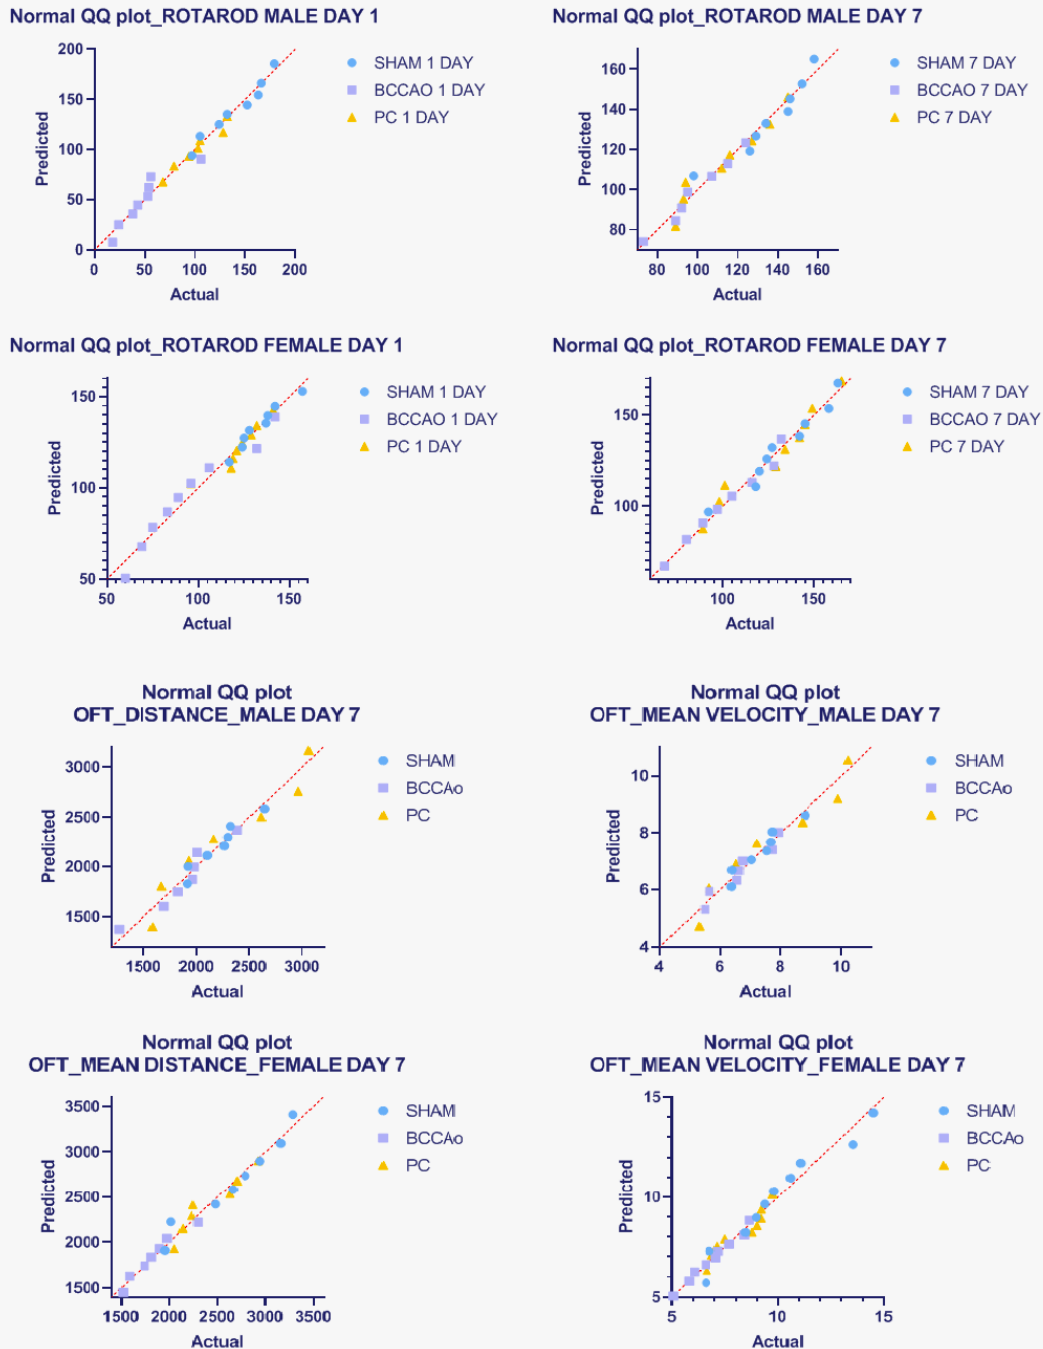 Normal QQ plot_ROTAROD MALE DAY 1
200
150
100
50
0
0 50 100 150 200
Predicted
Actual
SHAM 1 DAY
BCCAO 1 DAY
PC 1 DAY
Normal QQ plot_ROTAROD MALE DAY 7
160
140
120
100
80
80 100 120 140 160
Predicted
Actual
SHAM 7 DAY
BCCAO 7 DAY
PC 7 DAY
Normal QQ plot_ROTAROD FEMALE DAY 1
150
100
50
50 100 150
Predicted
Actual
SHAM 1 DAY
BCCAO 1 DAY
PC 1 DAY
Normal QQ plot_ROTAROD FEMALE DAY 7
150
100
100 150
Predicted
Actual
SHAM 7 DAY
BCCAO 7 DAY
PC 7 DAY
Normal QQ plot
OFT_DISTANCE_MALE DAY 7
3000
2500
2000
1500
1500 2000 2500 3000
Predicted
Actual
SHAM
BCCAo
PC
Normal QQ plot
OFT_MEAN VELOCITY_MALE DAY 7
10
8
6
4
4 6 8 10
Predicted
Actual
SHAM
BCCAo
PC
Normal QQ plot
OFT_MEAN DISTANCE_FEMALE DAY 7
3500
3000
2500
2000
1500
1500 2000 2500 3000 3500
Predicted
Actual
SHAM
BCCAo
PC
Normal QQ plot
OFT_MEAN VELOCITY_FEMALE DAY 7
15
10
5
5 10 15
Predicted
Actual
SHAM
BCCAo
PC